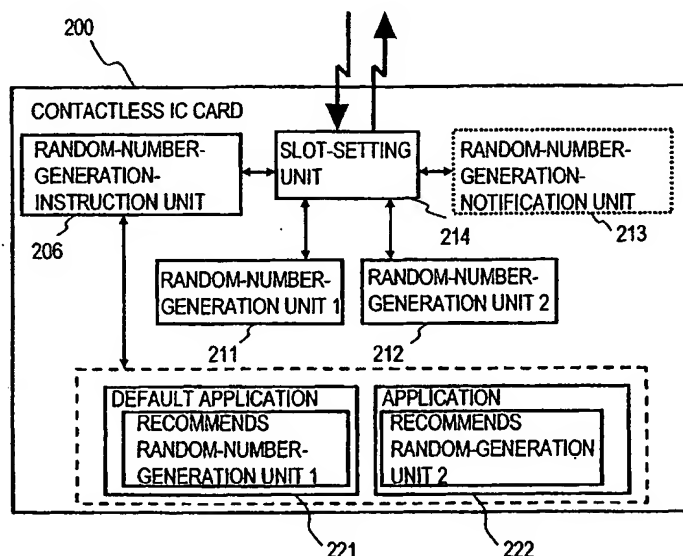 200
CONTACTLESS IC CARD
RANDOM-NUMBER-
GENERATION-
INSTRUCTION UNIT
206
SLOT-SETTING
UNIT
214
RANDOM-NUMBER-
GENERATION-
NOTIFICATION UNIT
213
RANDOM-NUMBER-
GENERATION UNIT 1
211
RANDOM-NUMBER-
GENERATION UNIT 2
212
DEFAULT APPLICATION
RECOMMENDS
RANDOM-NUMBER-
GENERATION UNIT 1
221
APPLICATION
RECOMMENDS
RANDOM-GENERATION
UNIT 2
222